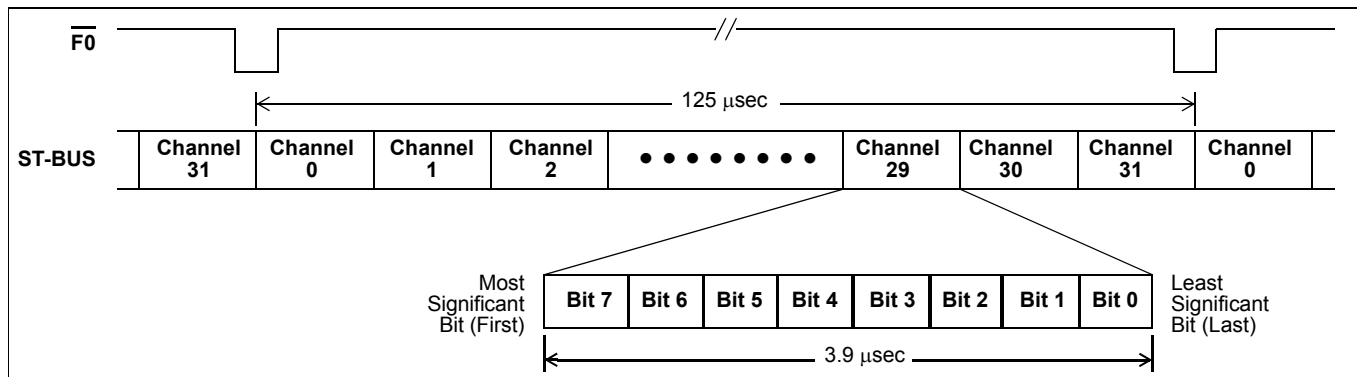 F0
125 μsec
ST-BUS
Channel 31
Channel 0
Channel 1
Channel 2
Channel 29
Channel 30
Channel 31
Channel 0
Most
Significant
Bit (First)
Bit 7
Bit 6
Bit 5
Bit 4
Bit 3
Bit 2
Bit 1
Bit 0
Least
Significant
Bit (Last)
3.9 μsec